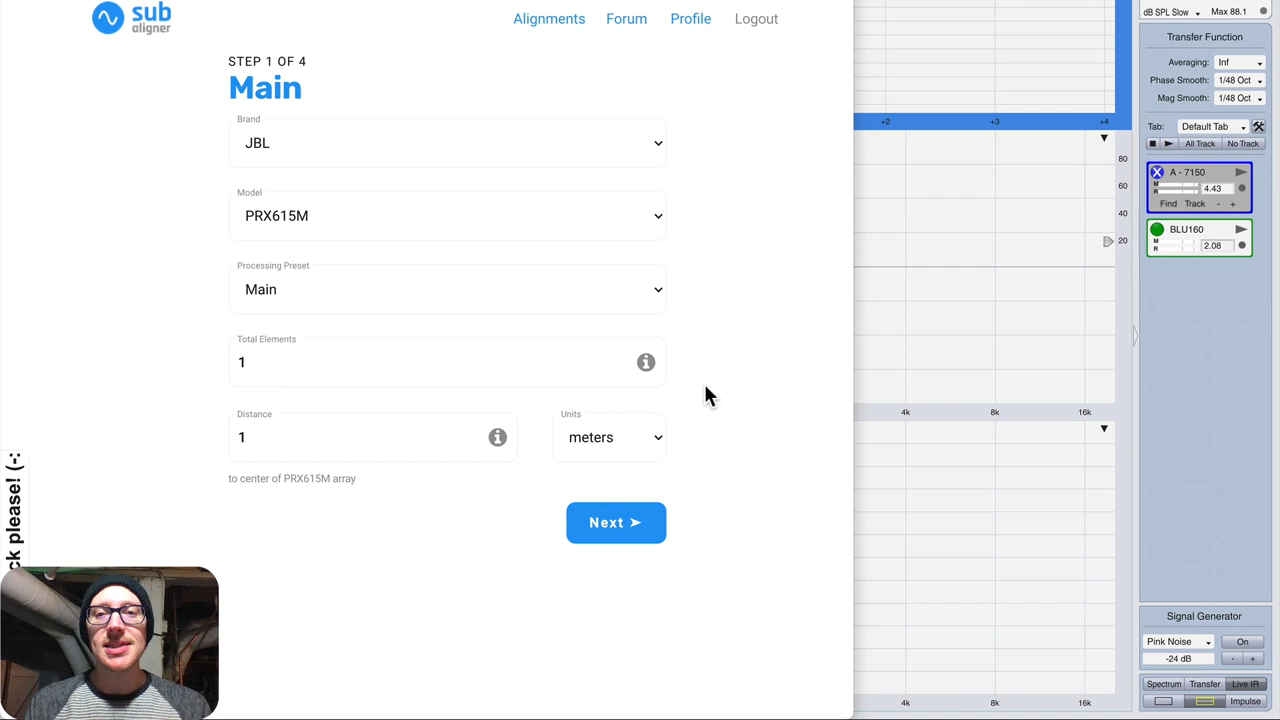 sub
aligner
Alignments Forum Profile Logout
STEP 1 OF 4
Main
Brand
JBL
Model
PRX615M
Processing Preset
Main
Total Elements
1
Distance
1
Units
meters
to center of PRX615M array
Next ➤
ck please! (-:
dB SPL Slow Max 88.1
Transfer Function
Averaging: Inf
Phase Smooth: 1/48 Oct
Mag Smooth: 1/48 Oct
Tab: Default Tab
All Track No Track
A - 7150
M
R
4.43
Find Track - +
BLU160
M
R
2.08
+2 +3 +4
80
60
40
20
4k 8k 16k
4k 8k 16k
Signal Generator
Pink Noise On
-24 dB - +
Spectrum Transfer Live IR
Impulse